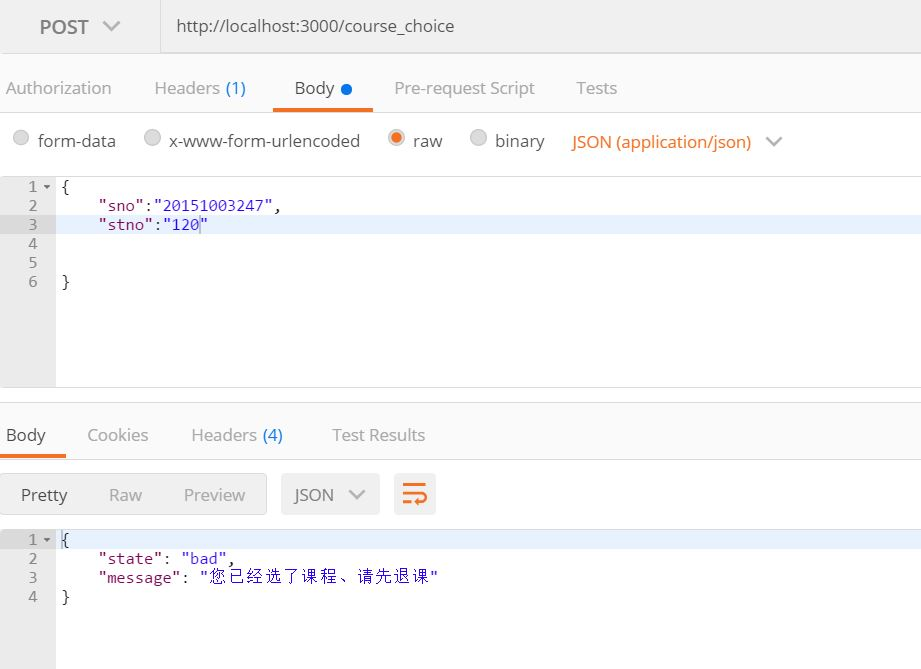 POST http://localhost:3000/course_choice
Authorization Headers (1) Body Pre-request Script Tests
form-data x-www-form-urlencoded raw binary JSON (application/json)
1 {
2 "sno":"20151003247",
3 "stno":"120"
4
5
6 }
Body Cookies Headers (4) Test Results
Pretty Raw Preview JSON
1 {
2 "state": "bad",
3 "message": "您已经选了课程、请先退课"
4 }